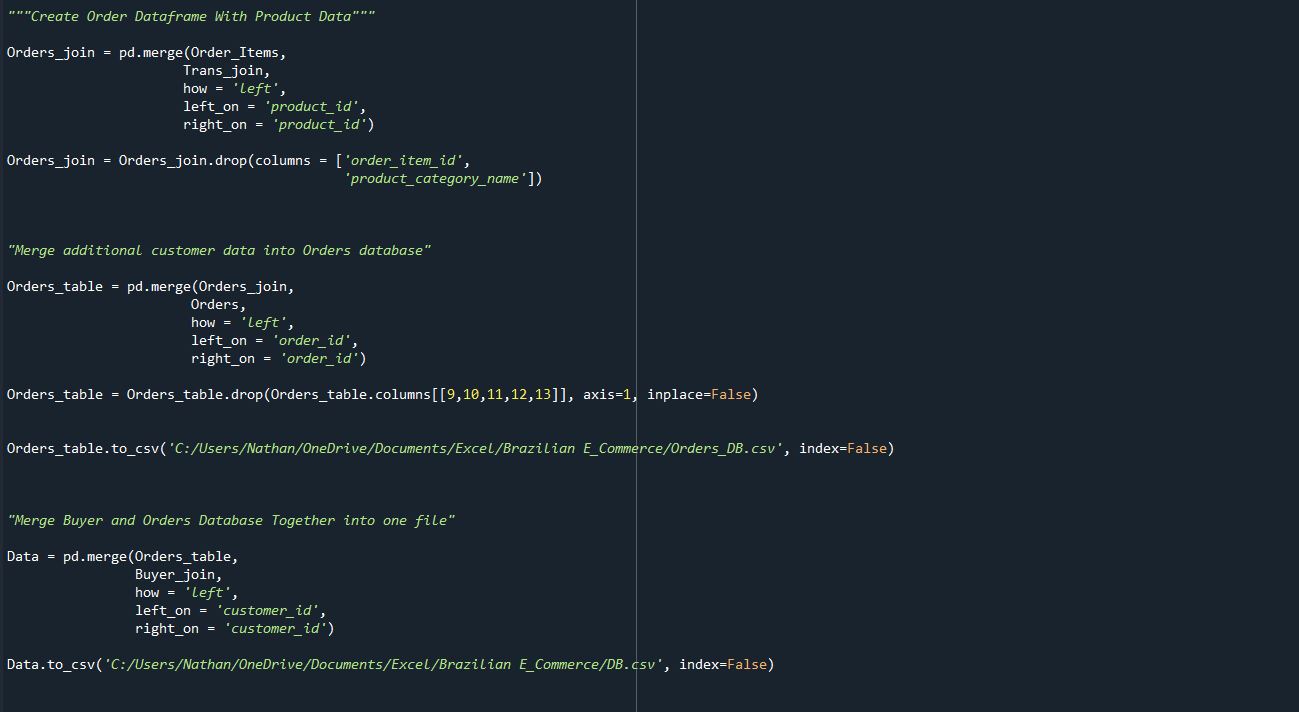 """Create Order Dataframe With Product Data"""
Orders_join = pd.merge(Order_Items,
Trans_join,
how = 'left',
left_on = 'product_id',
right_on = 'product_id')
Orders_join = Orders_join.drop(columns = ['order_item_id',
'product_category_name'])
"Merge additional customer data into Orders database"
Orders_table = pd.merge(Orders_join,
Orders,
how = 'left',
left_on = 'order_id',
right_on = 'order_id')
Orders_table = Orders_table.drop(Orders_table.columns[[9,10,11,12,13]], axis=1, inplace=False)
Orders_table.to_csv('C:/Users/Nathan/OneDrive/Documents/Excel/Brazilian E_Commerce/Orders_DB.csv', index=False)
"Merge Buyer and Orders Database Together into one file"
Data = pd.merge(Orders_table,
Buyer_join,
how = 'left',
left_on = 'customer_id',
right_on = 'customer_id')
Data.to_csv('C:/Users/Nathan/OneDrive/Documents/Excel/Brazilian E_Commerce/DB.csv', index=False)